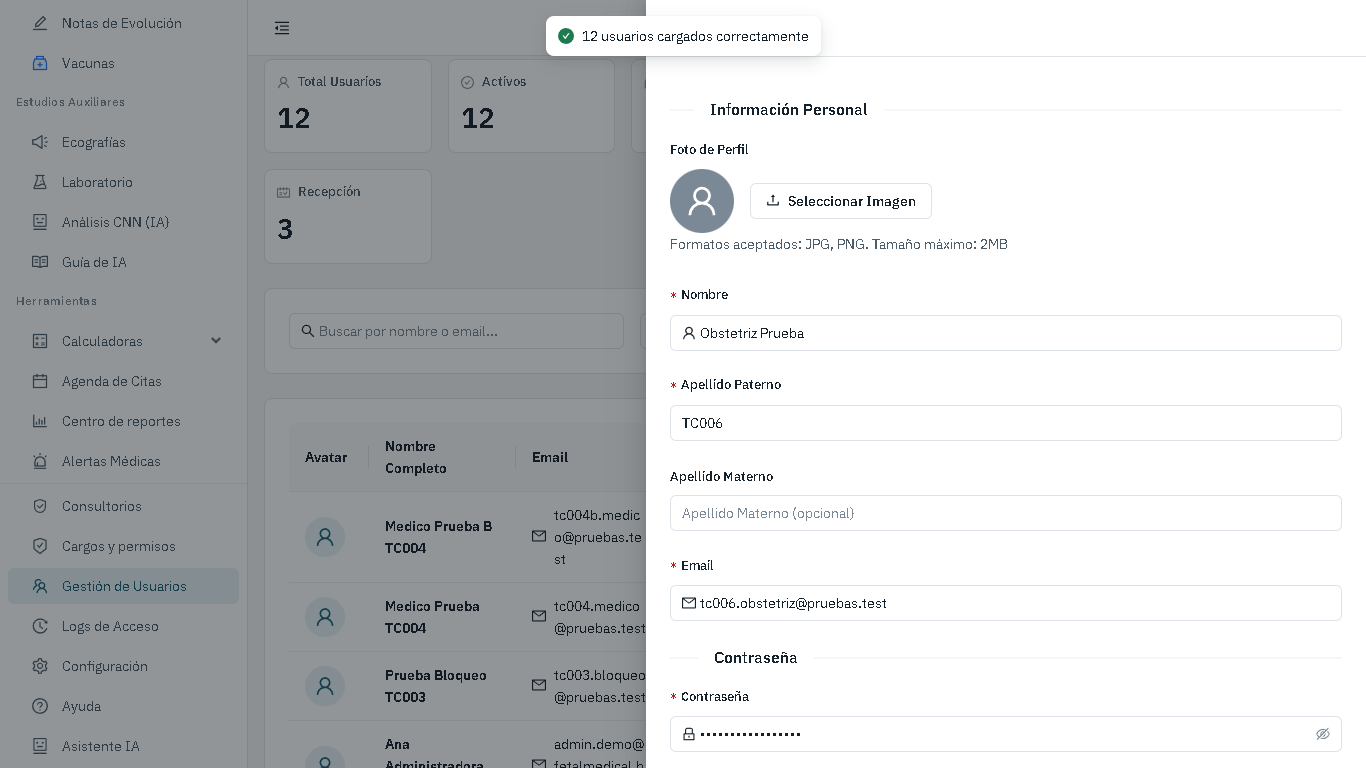 Notas de Evolución
Vacunas
Estudios Auxiliares
Ecografías
Laboratorio
Análisis CNN (IA)
Guía de IA
Herramientas
Calculadoras
Agenda de Citas
Centro de reportes
Alertas Médicas
Consultorios
Cargos y permisos
Gestión de Usuarios
Logs de Acceso
Configuración
Ayuda
Asistente IA
12 usuarios cargados correctamente
Total Usuarios
12
Activos
12
Recepción
3
Buscar por nombre o email...
Avatar
Nombre
Completo
Email
Medico Prueba B
TC004
tc004b.medic
o@pruebas.te
st
Medico Prueba
TC004
tc004.medico
@pruebas.test
Prueba Bloqueo
TC003
tc003.bloqueo
@pruebas.test
Ana
Administradora
admin.demo@
fetalmedical.h
Información Personal
Foto de Perfil
Seleccionar Imagen
Formatos aceptados: JPG, PNG. Tamaño máximo: 2MB
* Nombre
Obstetriz Prueba
* Apellido Paterno
TC006
Apellido Materno
Apellido Materno (opcional)
* Email
tc006.obstetriz@pruebas.test
Contraseña
* Contraseña
•••••••••••••••••